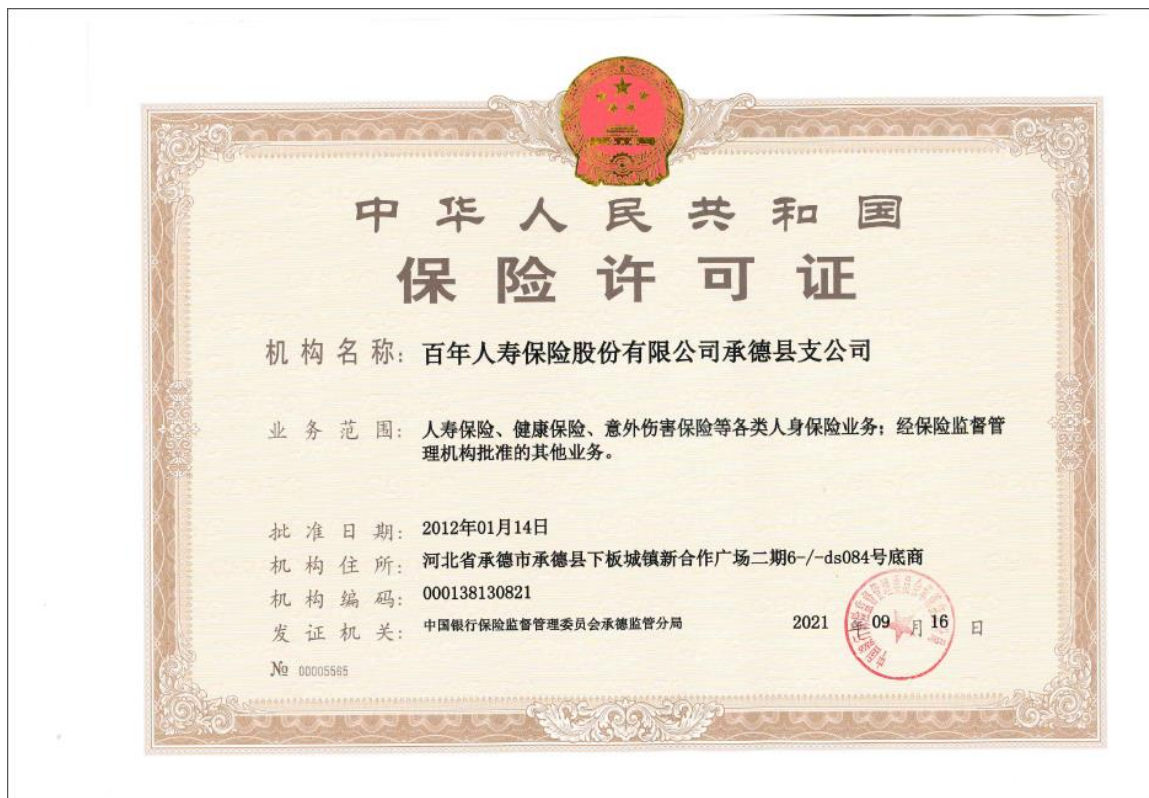 中华人民共和国
保险许可证
机构名称：百年人寿保险股份有限公司承德县支公司
业务范围：人寿保险、健康保险、意外伤害保险等各类人身保险业务；经保险监督管
理机构批准的其他业务。
批准日期：2012年01月14日
机构住所：河北省承德市承德县下板城镇新合作广场二期6-/-ds084号底商
机构编码：000138130821
发证机关：中国银行保险监督管理委员会承德监管分局 2021 年 09 月 16 日
№ 00005565